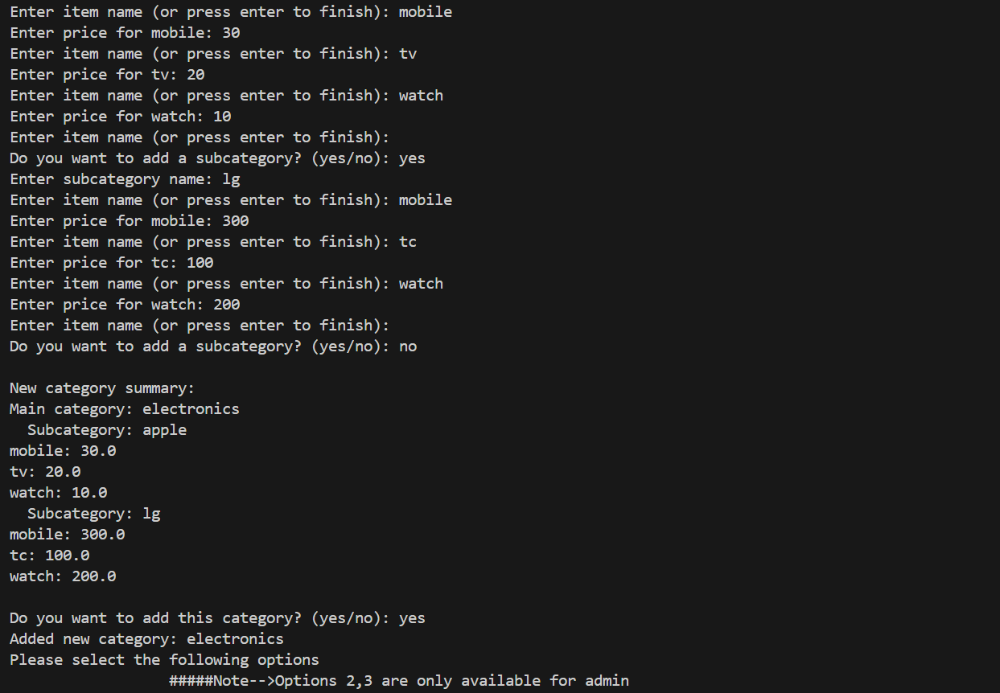 Enter item name (or press enter to finish): mobile
Enter price for mobile: 30
Enter item name (or press enter to finish): tv
Enter price for tv: 20
Enter item name (or press enter to finish): watch
Enter price for watch: 10
Enter item name (or press enter to finish):
Do you want to add a subcategory? (yes/no): yes
Enter subcategory name: lg
Enter item name (or press enter to finish): mobile
Enter price for mobile: 300
Enter item name (or press enter to finish): tc
Enter price for tc: 100
Enter item name (or press enter to finish): watch
Enter price for watch: 200
Enter item name (or press enter to finish):
Do you want to add a subcategory? (yes/no): no

New category summary:
Main category: electronics
  Subcategory: apple
mobile: 30.0
tv: 20.0
watch: 10.0
  Subcategory: lg
mobile: 300.0
tc: 100.0
watch: 200.0

Do you want to add this category? (yes/no): yes
Added new category: electronics
Please select the following options
                  #####Note-->Options 2,3 are only available for admin